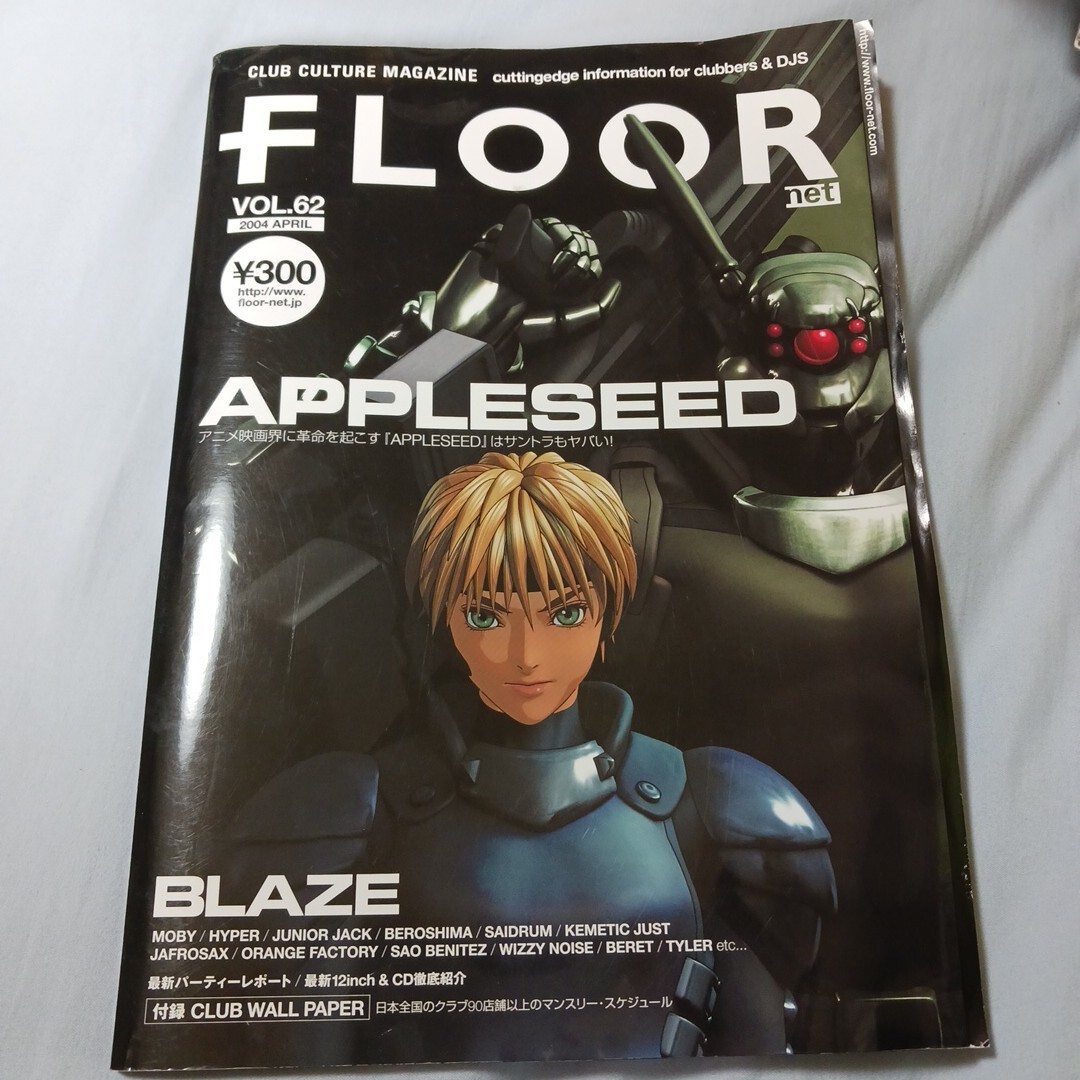 CLUB CULTURE MAGAZINE cuttingedge information for clubbers & DJS
FLOOR
net
http://www.floor-net.com
VOL.62
2004 APRIL
¥300
http://www.
floor-net.jp
APPLESEED
アニメ映画界に革命を起こす『APPLESEED』はサントラもヤバい!
BLAZE
MOBY / HYPER / JUNIOR JACK / BEROSHIMA / SAIDRUM / KEMETIC JUST
JAFROSAX / ORANGE FACTORY / SAO BENITEZ / WIZZY NOISE / BERET / TYLER etc...
最新パーティーレポート / 最新12inch & CD徹底紹介
付録 CLUB WALL PAPER 日本全国のクラブ90店舗以上のマンスリー・スケジュール